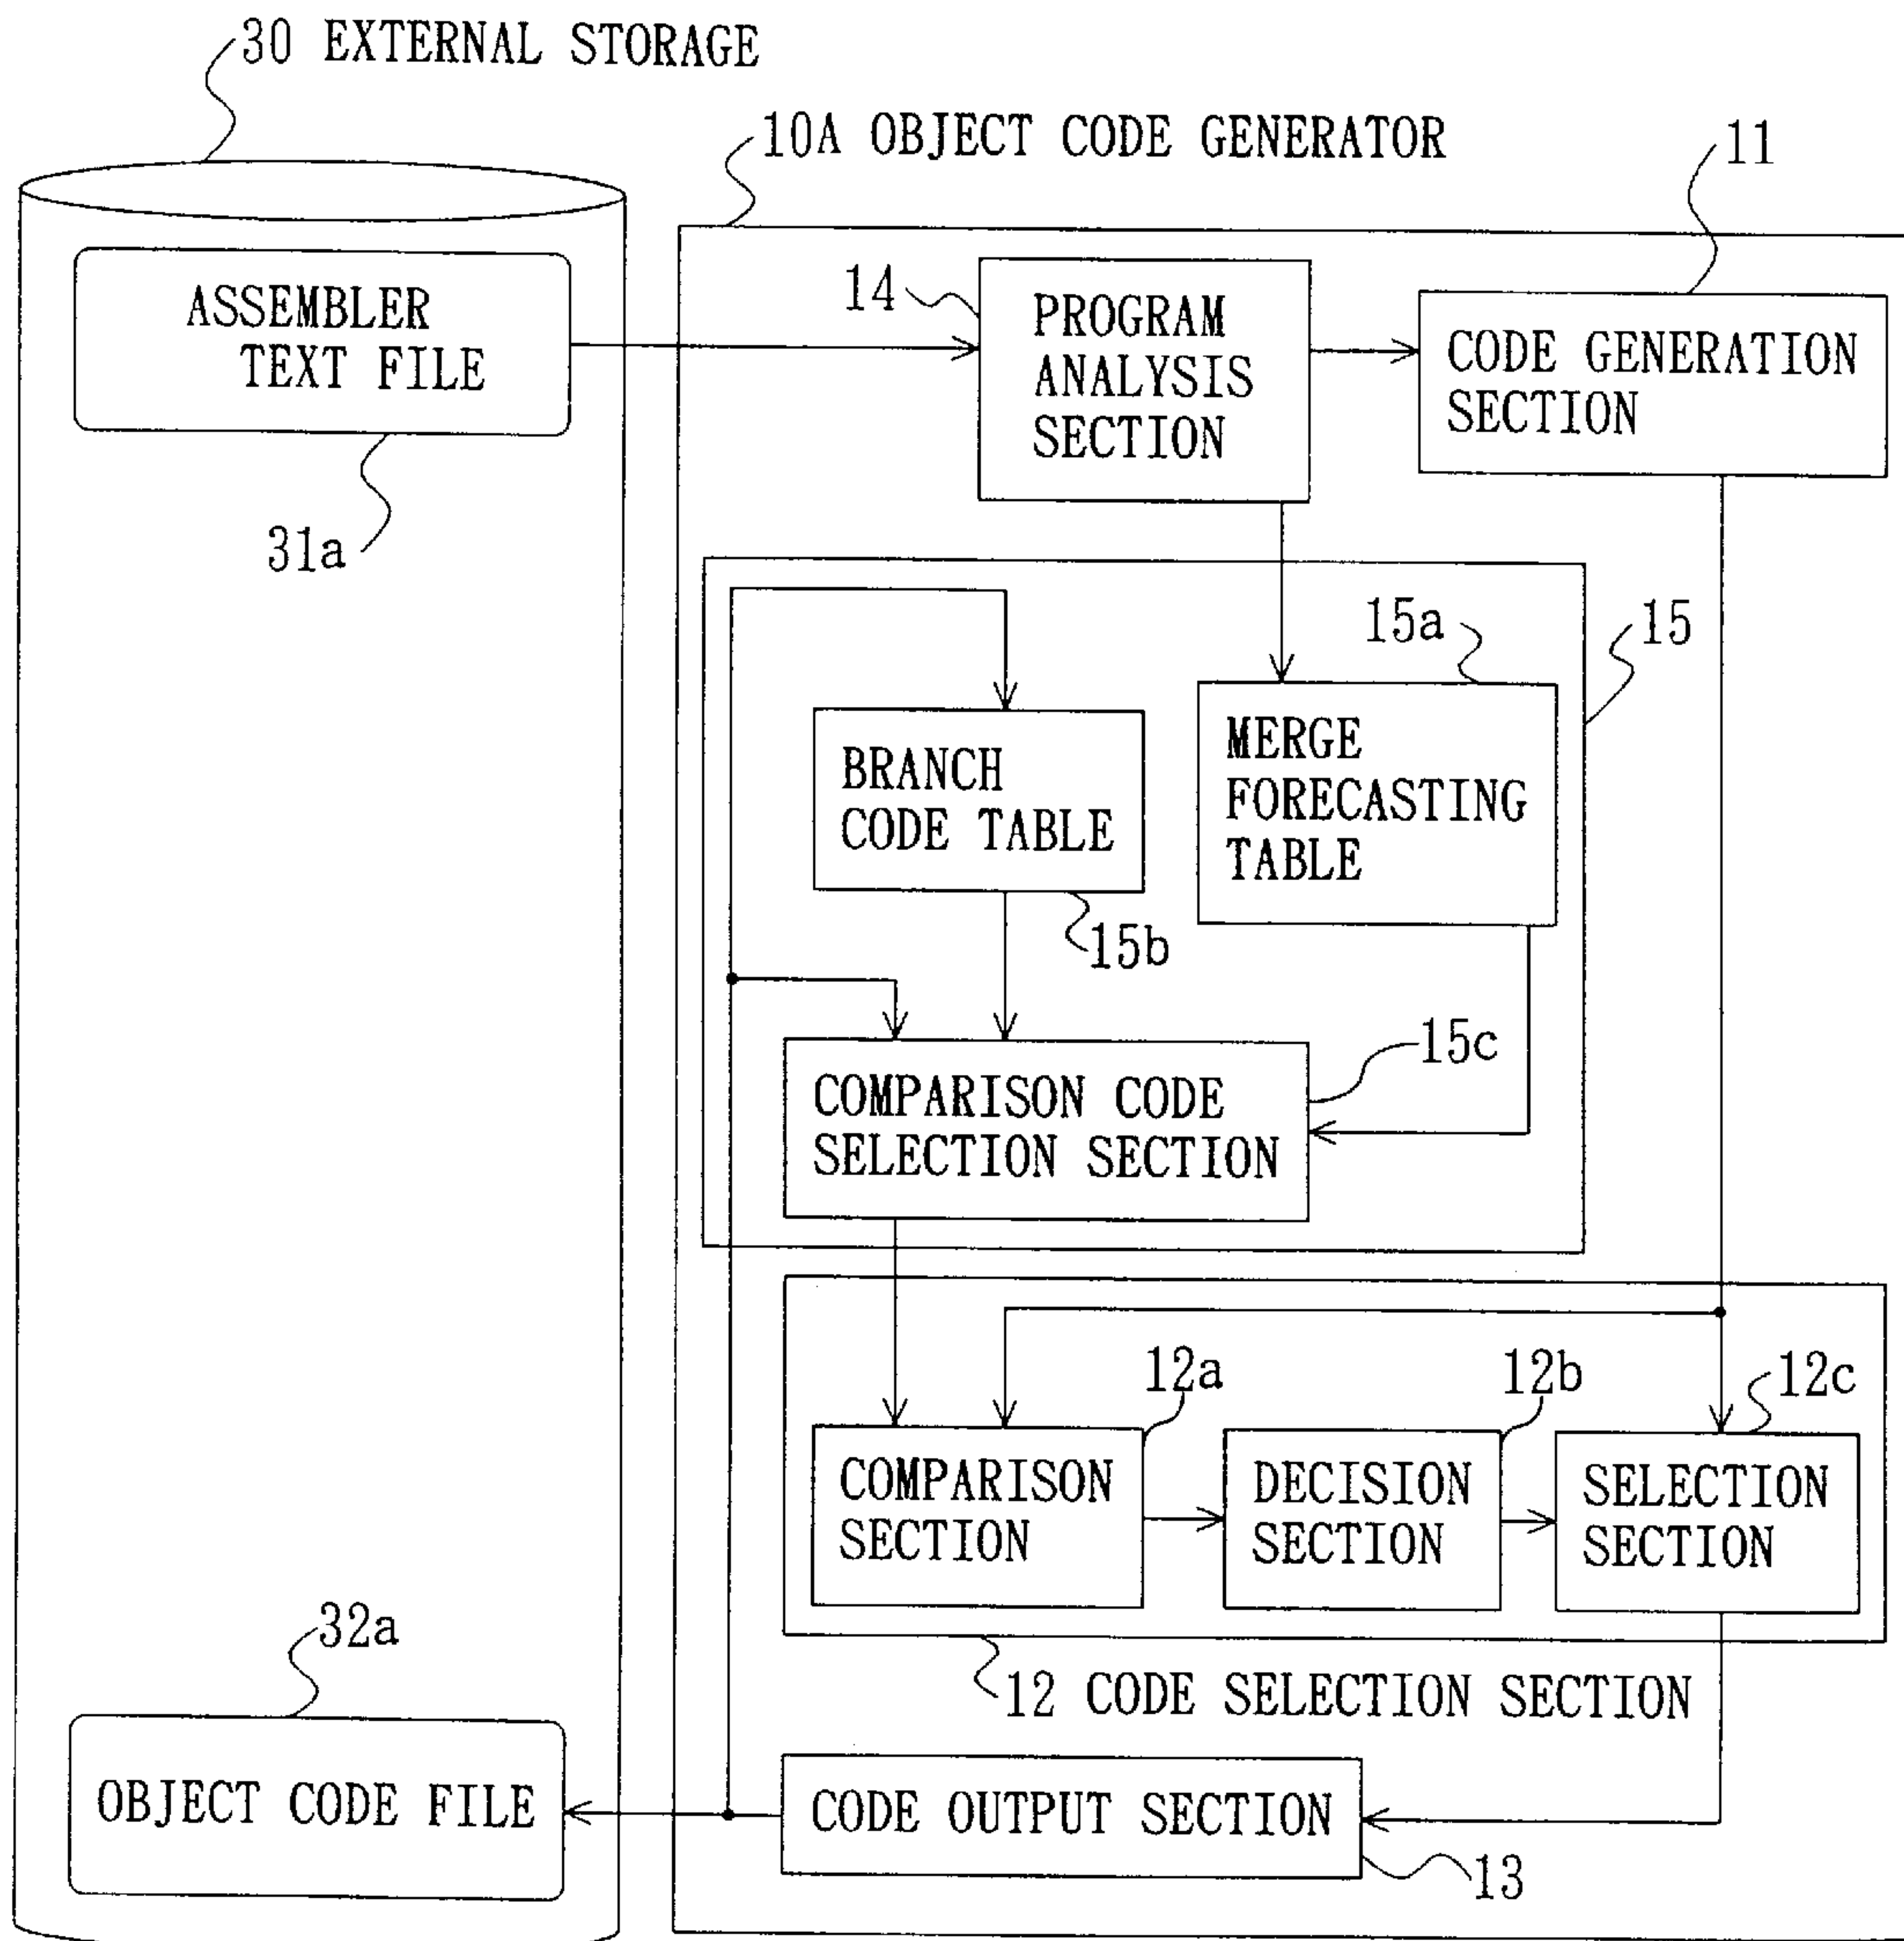 30 EXTERNAL STORAGE
10A OBJECT CODE GENERATOR
11
ASSEMBLER
TEXT FILE
31a
14
PROGRAM
ANALYSIS
SECTION
CODE GENERATION
SECTION
15a
15
BRANCH
CODE TABLE
15b
MERGE
FORECASTING
TABLE
15c
COMPARISON CODE
SELECTION SECTION
12a
12b
12c
COMPARISON
SECTION
DECISION
SECTION
SELECTION
SECTION
12 CODE SELECTION SECTION
32a
OBJECT CODE FILE
CODE OUTPUT SECTION
13